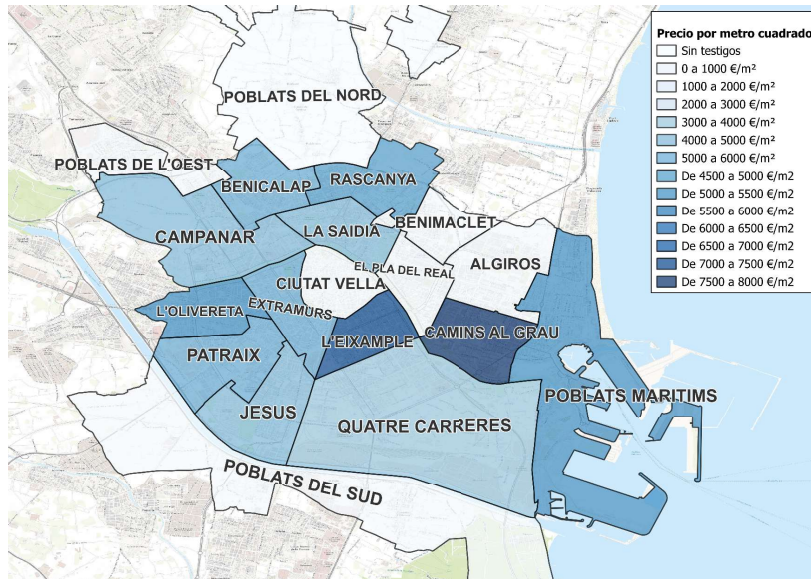 Precio por metro cuadrado
Sin testigos
0 a 1000 €/m²
1000 a 2000 €/m²
2000 a 3000 €/m²
3000 a 4000 €/m²
4000 a 5000 €/m²
5000 a 6000 €/m²
De 4500 a 5000 €/m2
De 5000 a 5500 €/m2
De 5500 a 6000 €/m2
De 6000 a 6500 €/m2
De 6500 a 7000 €/m2
De 7000 a 7500 €/m2
De 7500 a 8000 €/m2
POBLATS DEL NORD
POBLATS DE L'OEST
BENICALAP
RASCANYA
CAMPANAR
LA SAIDIA
BENIMACLET
ALGIROS
EL PLA DEL REAL
CIUTAT VELLA
L'OLIVERETA
EXTRAMURS
L'EIXAMPLE
CAMINS AL GRAU
PATRAIX
JESUS
QUATRE CARRERES
POBLATS MARITIMS
POBLATS DEL SUD